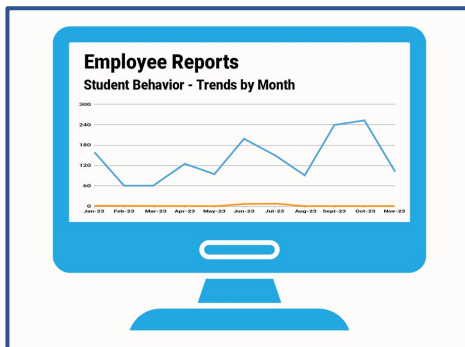 Employee Reports
Student Behavior - Trends by Month
300
240
180
120
60
0
Jan-23 Feb-23 Mar-23 Apr-23 May-23 Jun-23 Jul-23 Aug-23 Sept-23 Oct-23 Nov-23